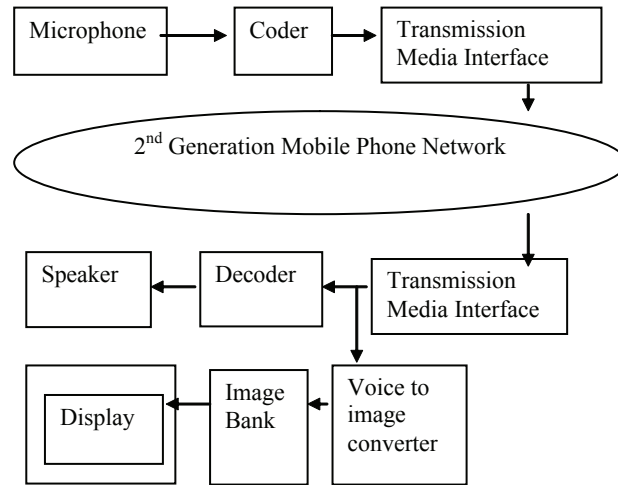 Microphone
Coder
Transmission
Media Interface
2nd Generation Mobile Phone Network
Speaker
Decoder
Transmission
Media Interface
Display
Image
Bank
Voice to
image
converter